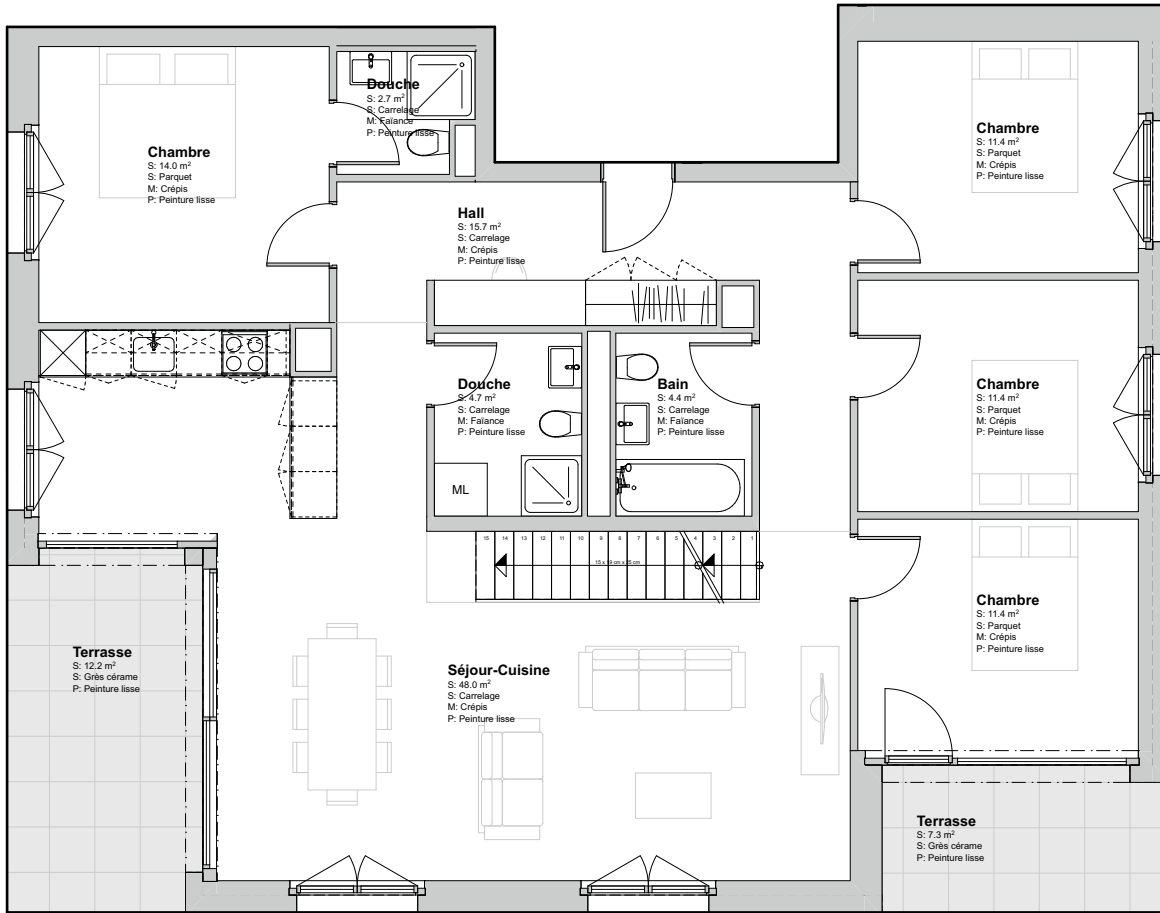 Chambre
S: 14.0 m²
S: Parquet
M: Crépis
P: Peinture lisse
Douche
S: 2.7 m²
S: Carrelage
M: Faïance
P: Peinture lisse
Hall
S: 15.7 m²
S: Carrelage
M: Crépis
P: Peinture lisse
Chambre
S: 11.4 m²
S: Parquet
M: Crépis
P: Peinture lisse
Douche
S: 4.7 m²
S: Carrelage
M: Faïance
P: Peinture lisse
ML
Bain
S: 4.4 m²
S: Carrelage
M: Faïance
P: Peinture lisse
Chambre
S: 11.4 m²
S: Parquet
M: Crépis
P: Peinture lisse
15 14 13 12 11 10 9 8 7 6 5 4 3 2 1
Chambre
S: 11.4 m²
S: Parquet
M: Crépis
P: Peinture lisse
Terrasse
S: 12.2 m²
S: Grès cérame
P: Peinture lisse
Séjour-Cuisine
S: 48.0 m²
S: Carrelage
M: Crépis
P: Peinture lisse
Terrasse
S: 7.3 m²
S: Grès cérame
P: Peinture lisse